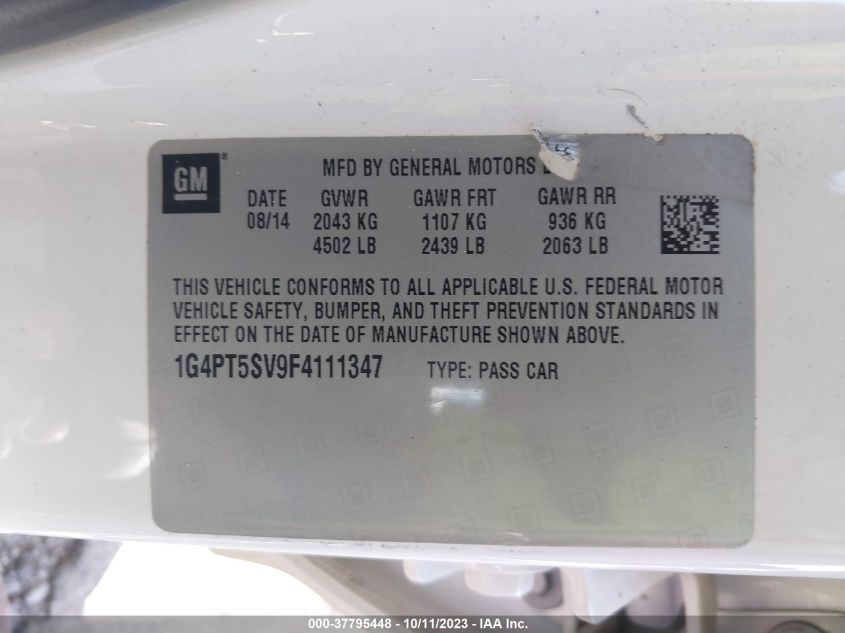 GM ®
MFD BY GENERAL MOTORS
DATE GVWR GAWR FRT GAWR RR
08/14 2043 KG 1107 KG 936 KG
4502 LB 2439 LB 2063 LB
THIS VEHICLE CONFORMS TO ALL APPLICABLE U.S. FEDERAL MOTOR
VEHICLE SAFETY, BUMPER, AND THEFT PREVENTION STANDARDS IN
EFFECT ON THE DATE OF MANUFACTURE SHOWN ABOVE.
1G4PT5SV9F4111347 TYPE: PASS CAR
000-37795448 - 10/11/2023 - IAA Inc.